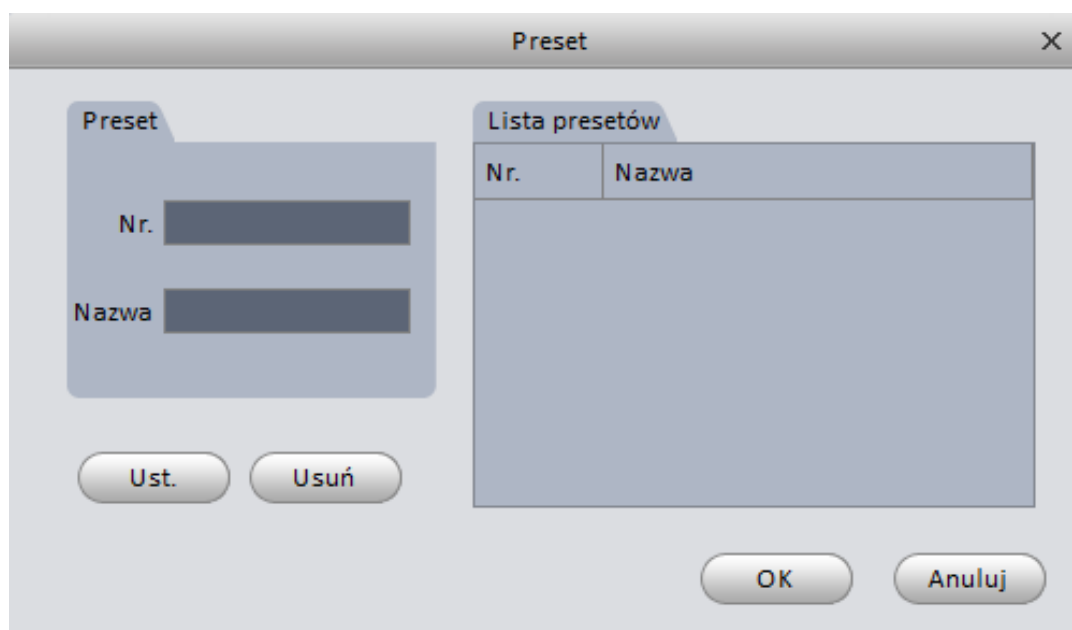 Preset
Preset
Nr.
Nazwa
Ust. Usuń
Lista presetów
Nr. Nazwa
OK Anuluj